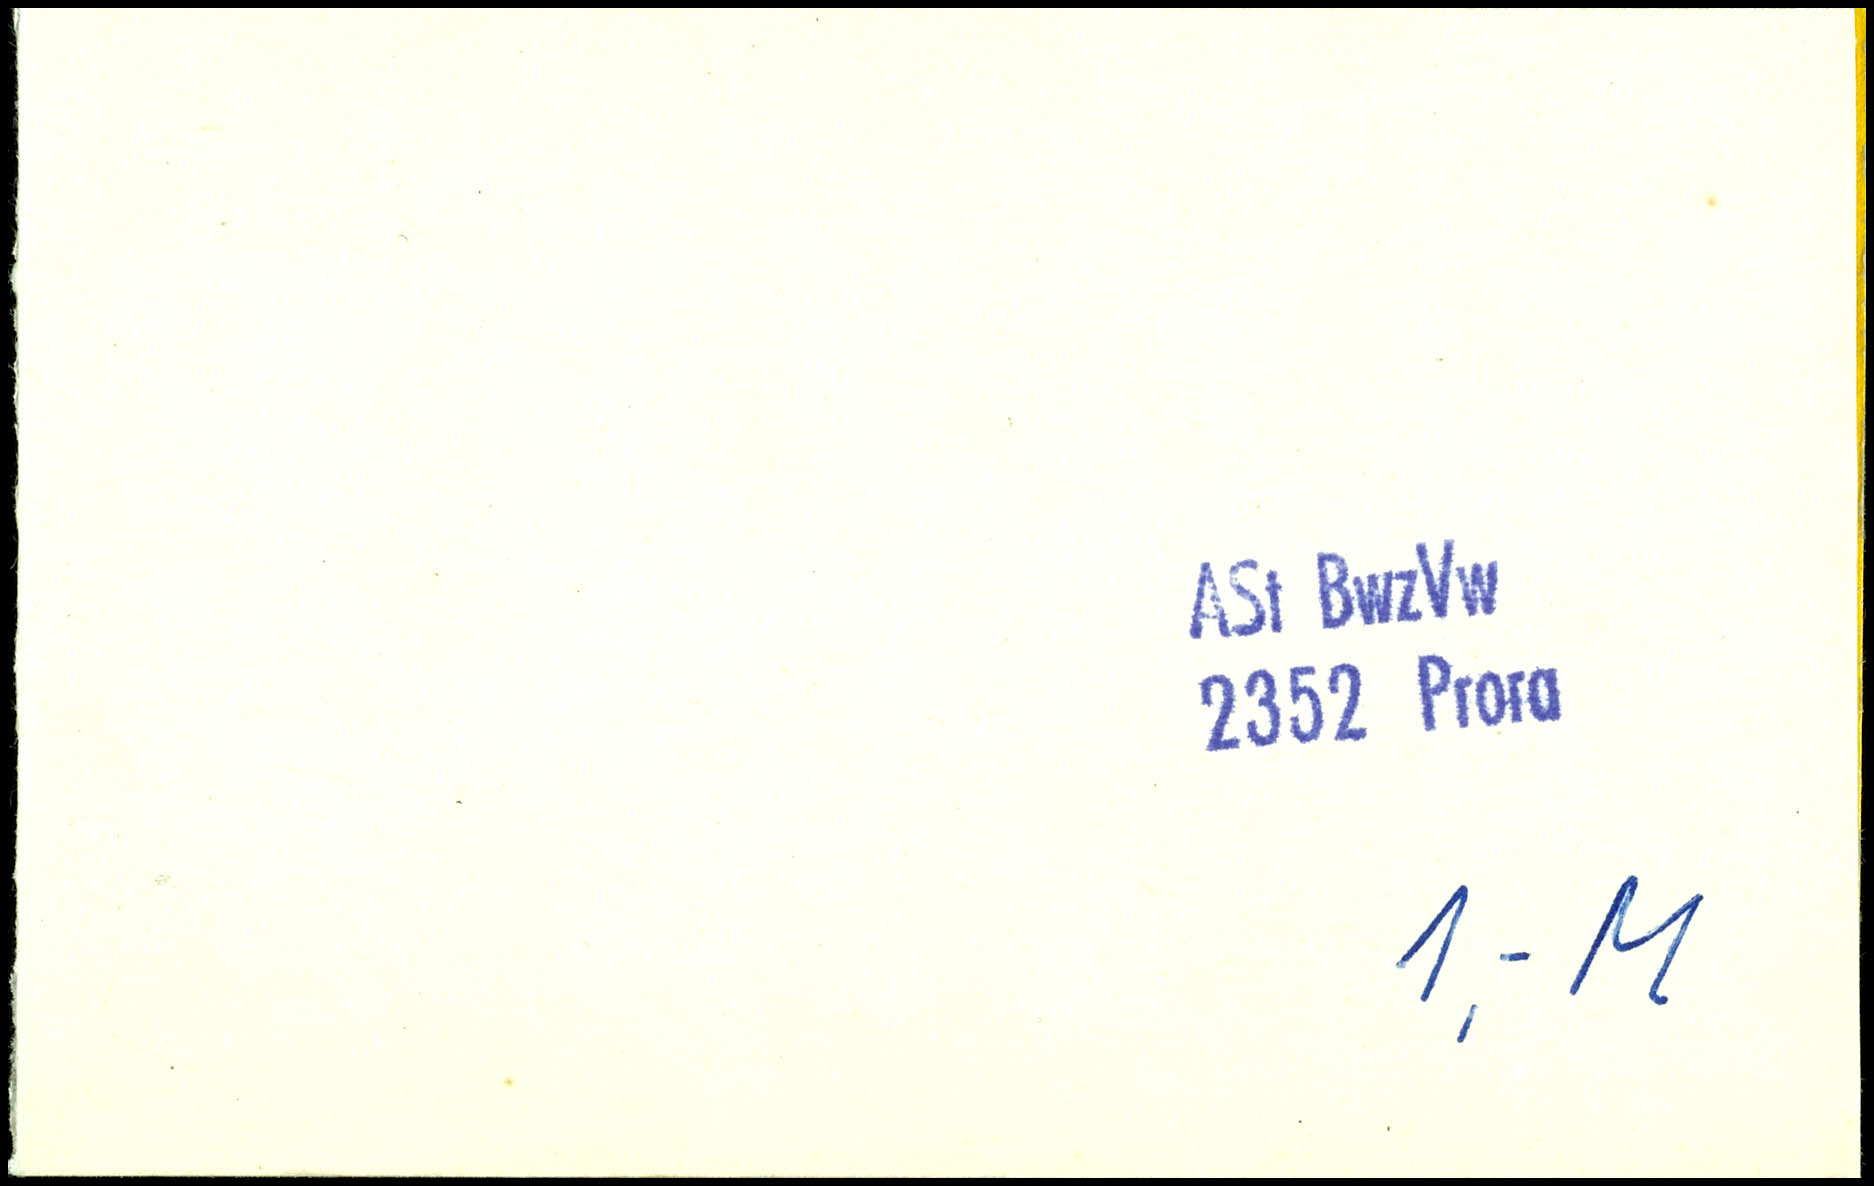 ASt BwzVw
2352 Prora
1,- M